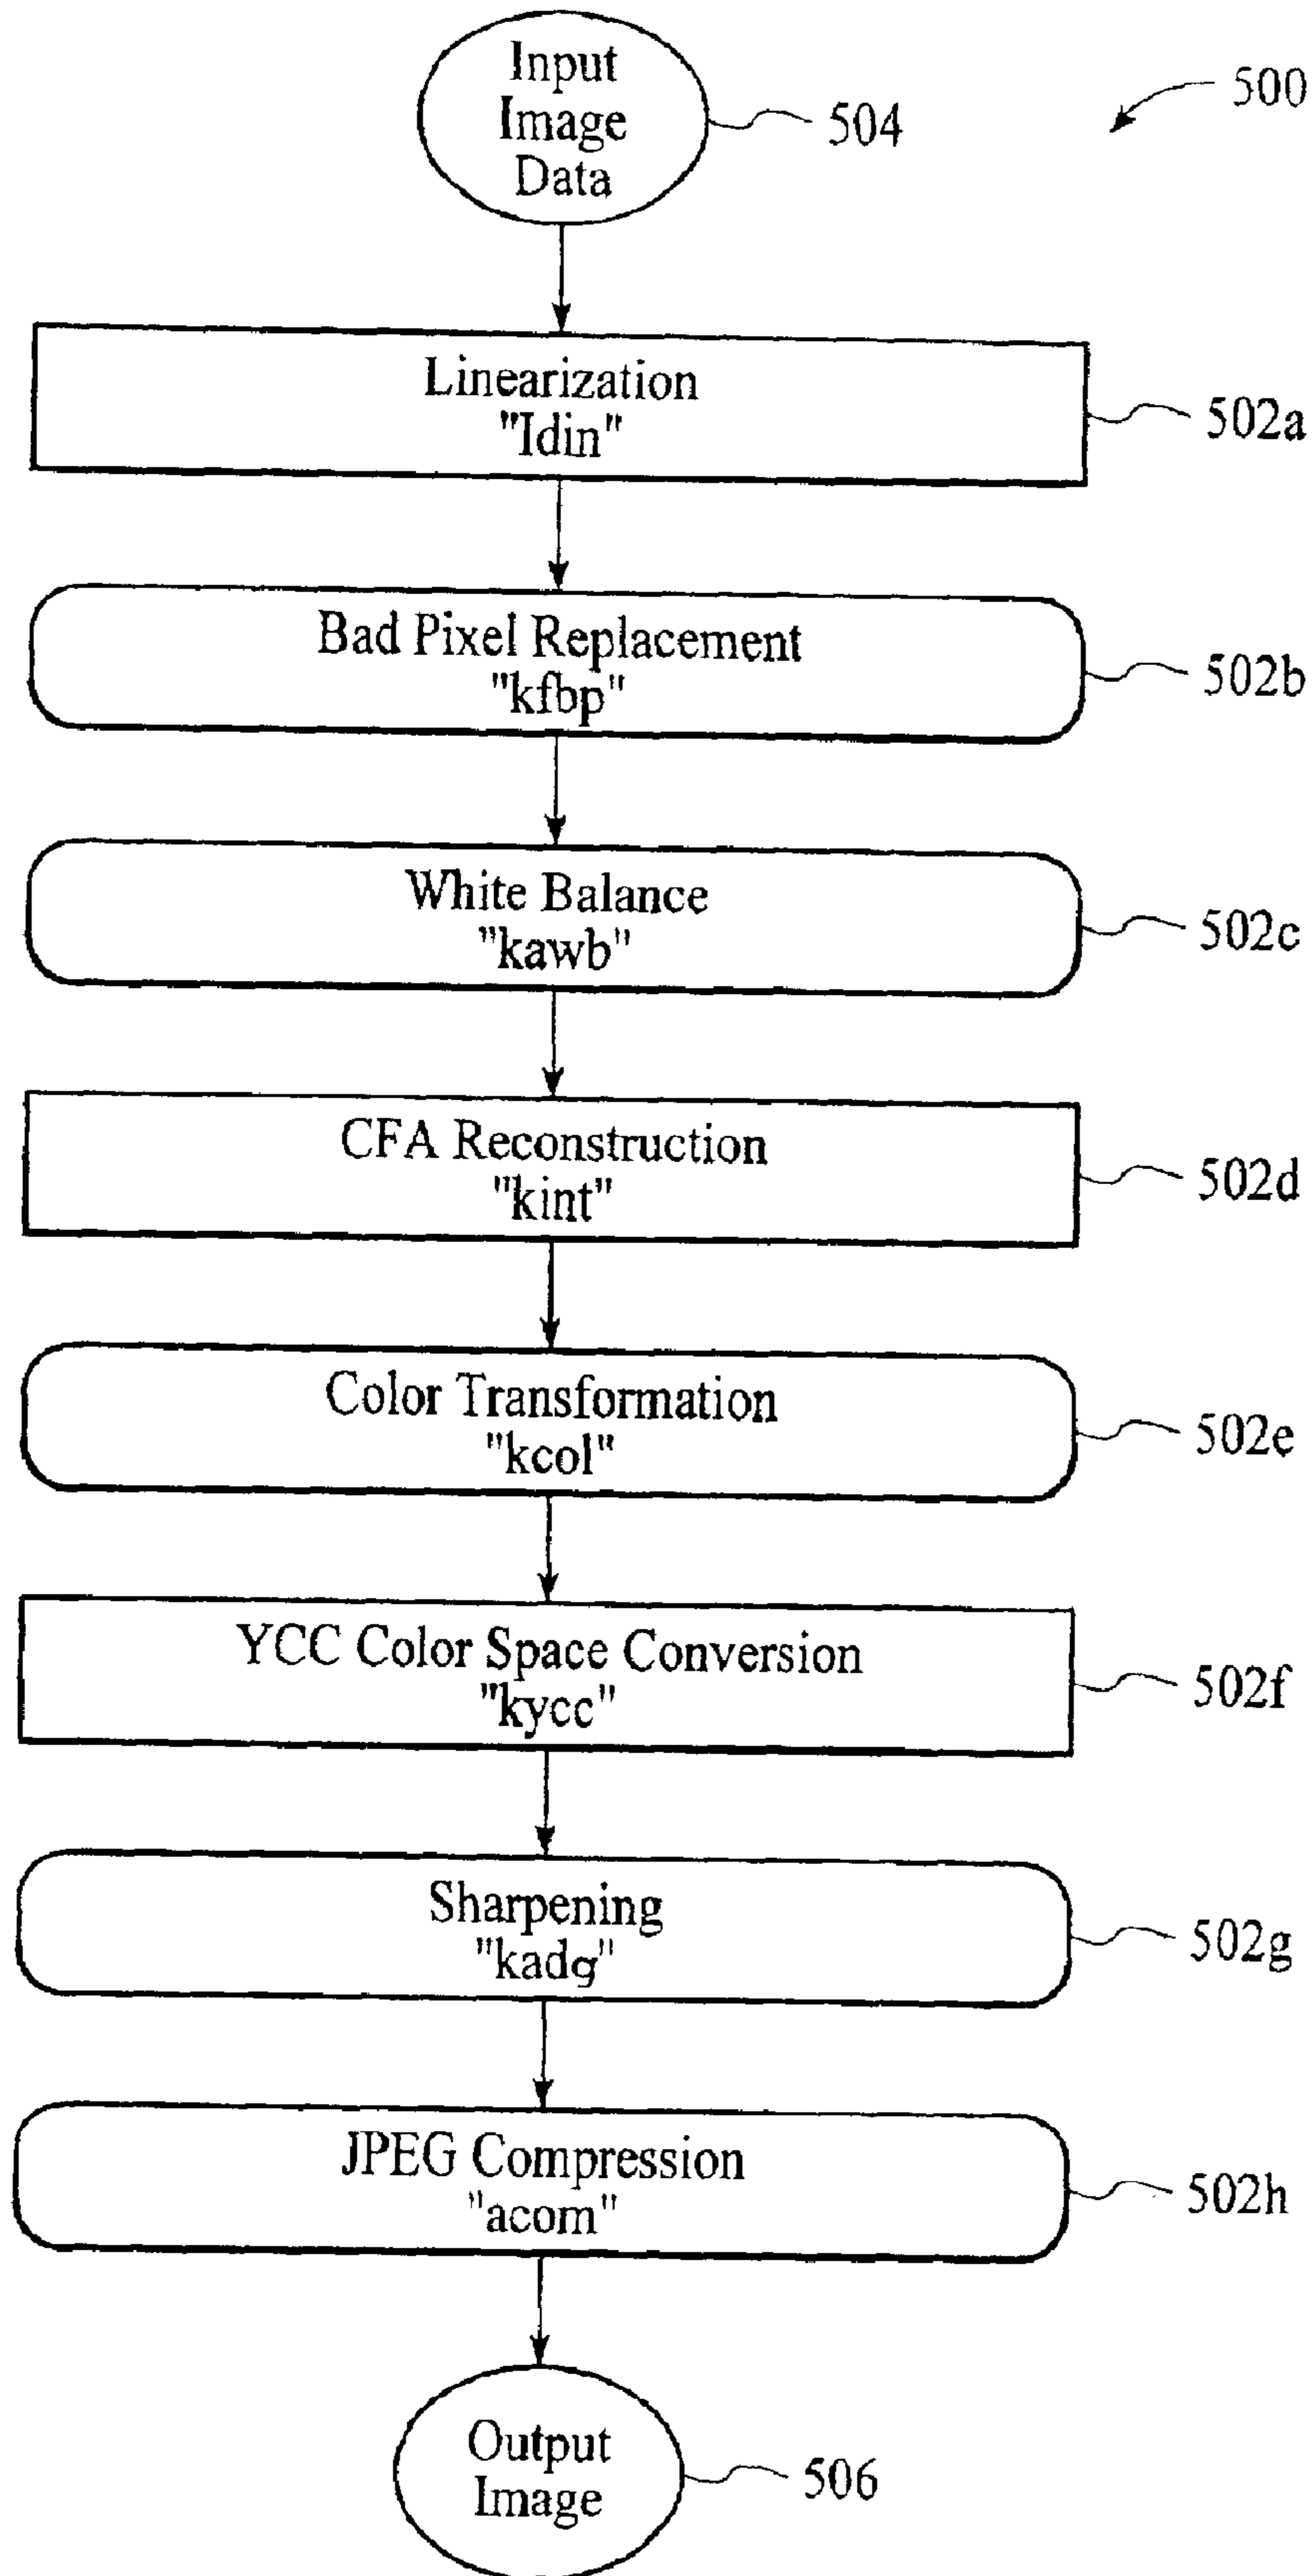 Input
Image
Data
504
500
Linearization
"Idin"
502a
Bad Pixel Replacement
"kfbp"
502b
White Balance
"kawb"
502c
CFA Reconstruction
"kint"
502d
Color Transformation
"kcol"
502e
YCC Color Space Conversion
"kycc"
502f
Sharpening
"kadg"
502g
JPEG Compression
"acom"
502h
Output
Image
506